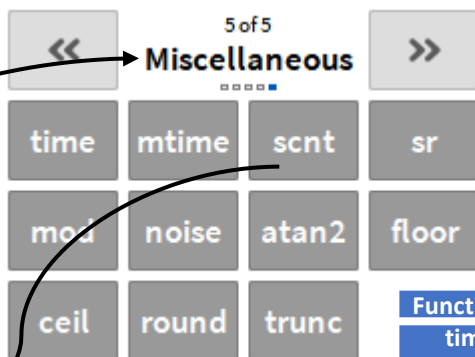 5 of 5
«
Miscellaneous
»
time mtime scnt sr
mod noise atan2 floor
ceil round trunc